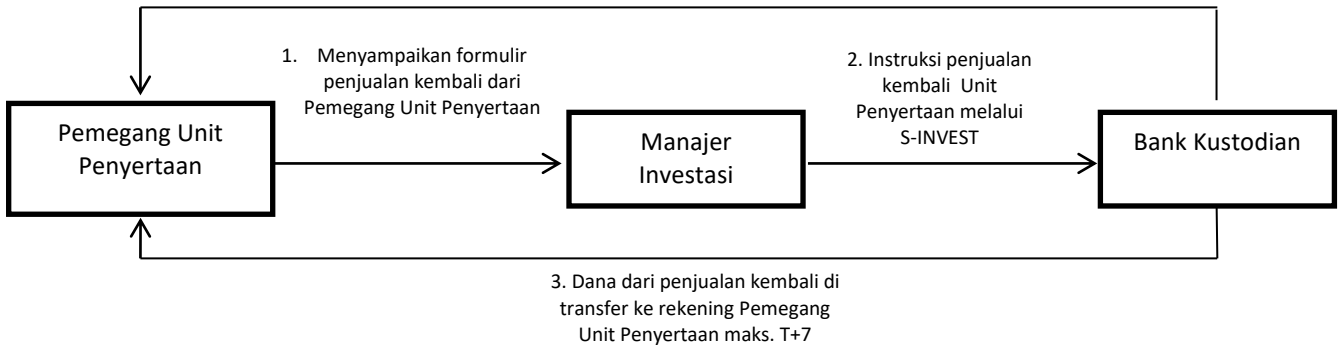 1. Menyampaikan formulir
penjualan kembali dari
Pemegang Unit Penyertaan
2. Instruksi penjualan
kembali Unit
Penyertaan melalui
S-INVEST
Pemegang Unit
Penyertaan
Manajer
Investasi
Bank Kustodian
3. Dana dari penjualan kembali di
transfer ke rekening Pemegang
Unit Penyertaan maks. T+7